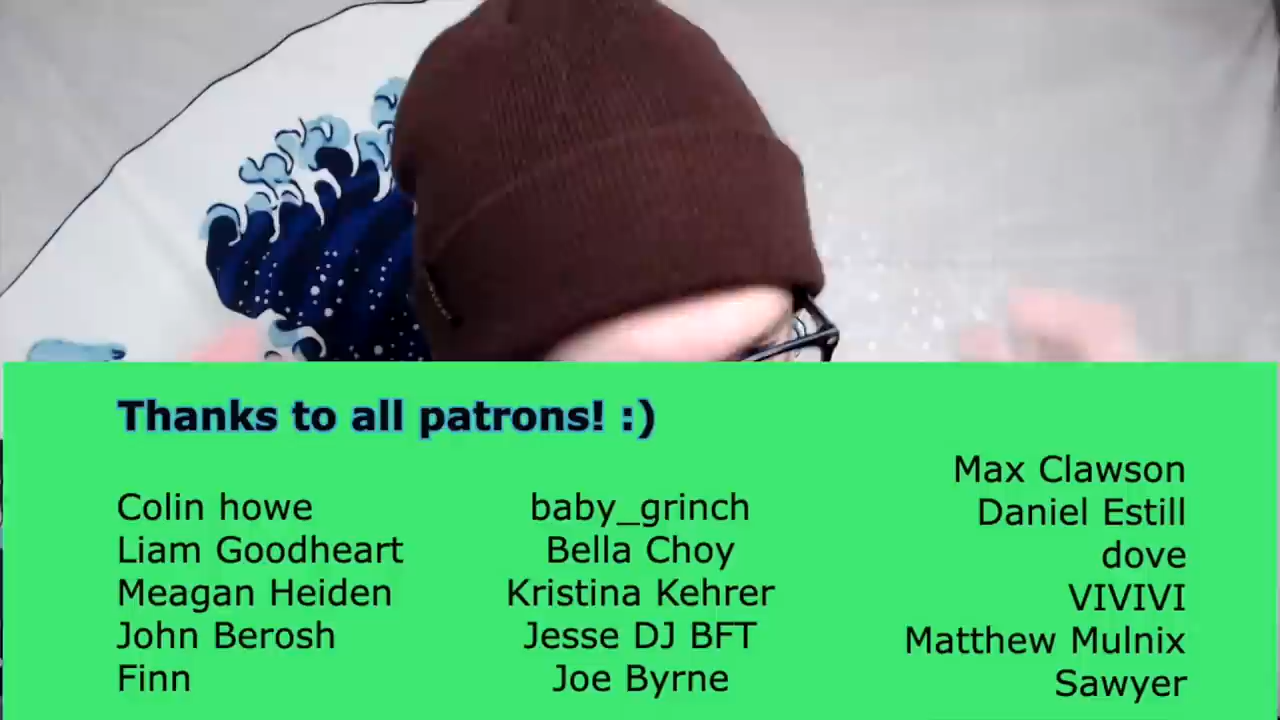 Thanks to all patrons! :)
Colin howe
Liam Goodheart
Meagan Heiden
John Berosh
Finn
baby_grinch
Bella Choy
Kristina Kehrer
Jesse DJ BFT
Joe Byrne
Max Clawson
Daniel Estill
dove
VIVIVI
Matthew Mulnix
Sawyer